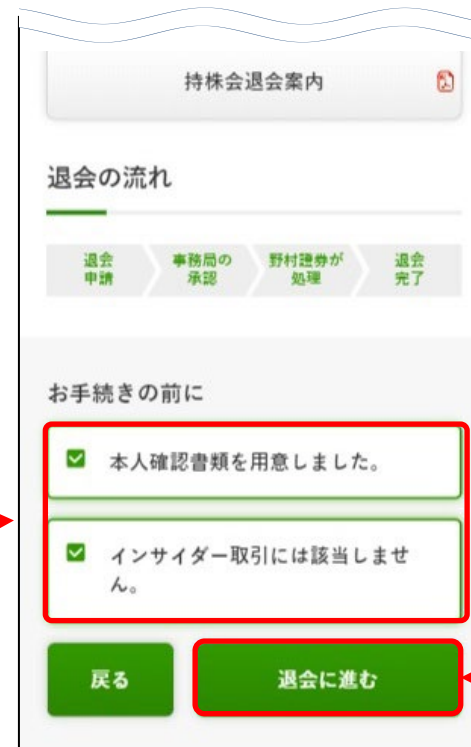 持株会退会案内
退会の流れ
退会
申請
事務局の
承認
野村證券が
処理
退会
完了
お手続きの前に
本人確認書類を用意しました。
インサイダー取引には該当しませ
ん。
戻る
退会に進む